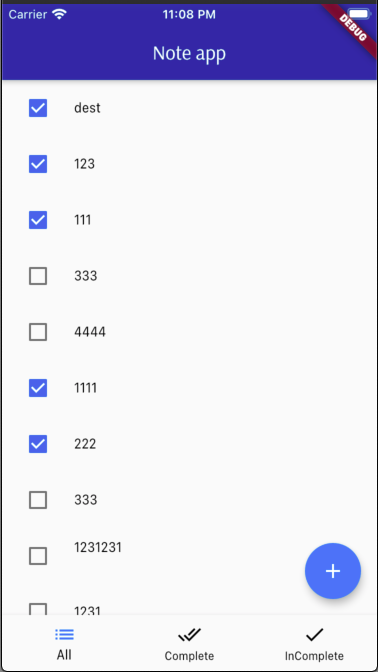 Carrier 11:08 PM
DEBUG
Note app
dest
123
111
333
4444
1111
222
333
1231231
1231
All Complete InComplete